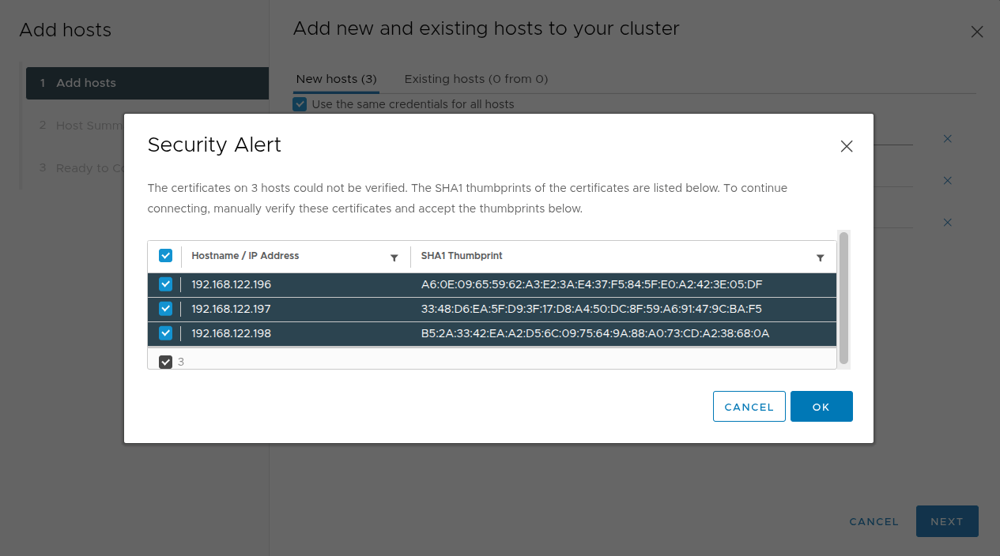 Add hosts
1 Add hosts
2 Host Summ
3 Ready to Co
Add new and existing hosts to your cluster
New hosts (3) Existing hosts (0 from 0)
Use the same credentials for all hosts
Security Alert
The certificates on 3 hosts could not be verified. The SHA1 thumbprints of the certificates are listed below. To continue
connecting, manually verify these certificates and accept the thumbprints below.
Hostname / IP Address SHA1 Thumbprint
192.168.122.196 A6:0E:09:65:59:62:A3:E2:3A:E4:37:F5:84:5F:E0:A2:42:3E:05:DF
192.168.122.197 33:48:D6:EA:5F:D9:3F:17:D8:A4:50:DC:8F:59:A6:91:47:9C:BA:F5
192.168.122.198 B5:2A:33:42:EA:A2:D5:6C:09:75:64:9A:88:A0:73:CD:A2:38:68:0A
3
CANCEL OK
CANCEL NEXT